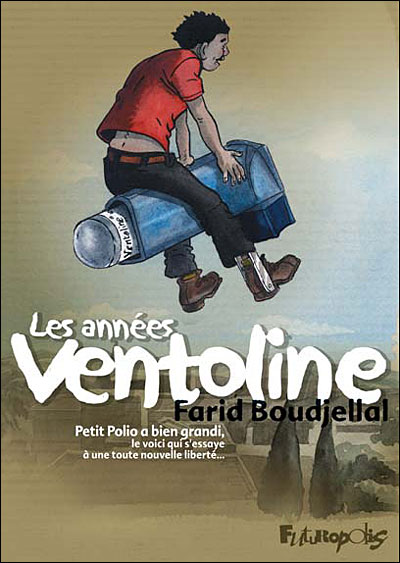 Ventoline
Les années
Ventoline
Farid Boudjellal
Petit Polio a bien grandi,
le voici qui s'essaye
à une toute nouvelle liberté...
Futuropolis